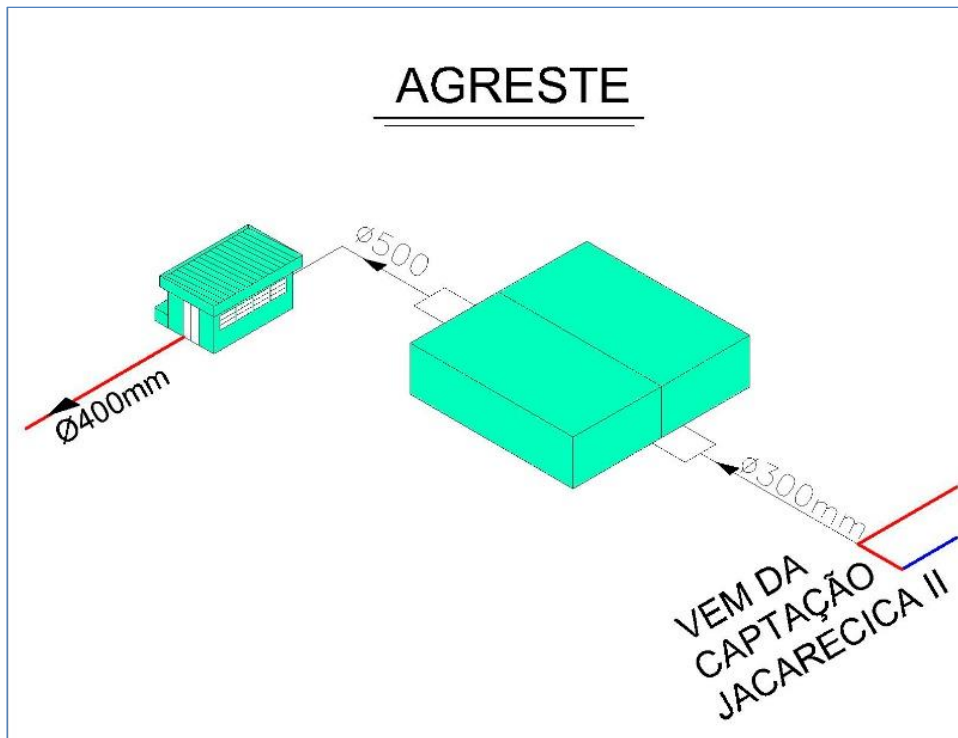 AGRESTE
ø500
Ø400mm
ø300mm
VEM DA
CAPTAÇÃO
JACARECICA II